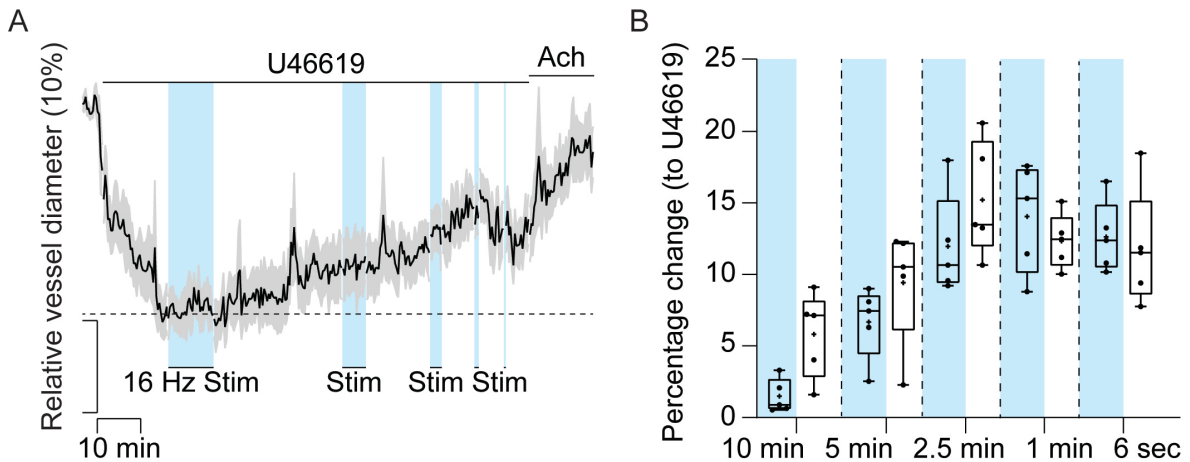 A
U46619
Ach
Relative vessel diameter (10%)
16 Hz Stim
Stim
Stim
Stim
10 min
B
Percentage change (to U46619)
25
20
15
10
5
0
10 min
5 min
2.5 min
1 min
6 sec